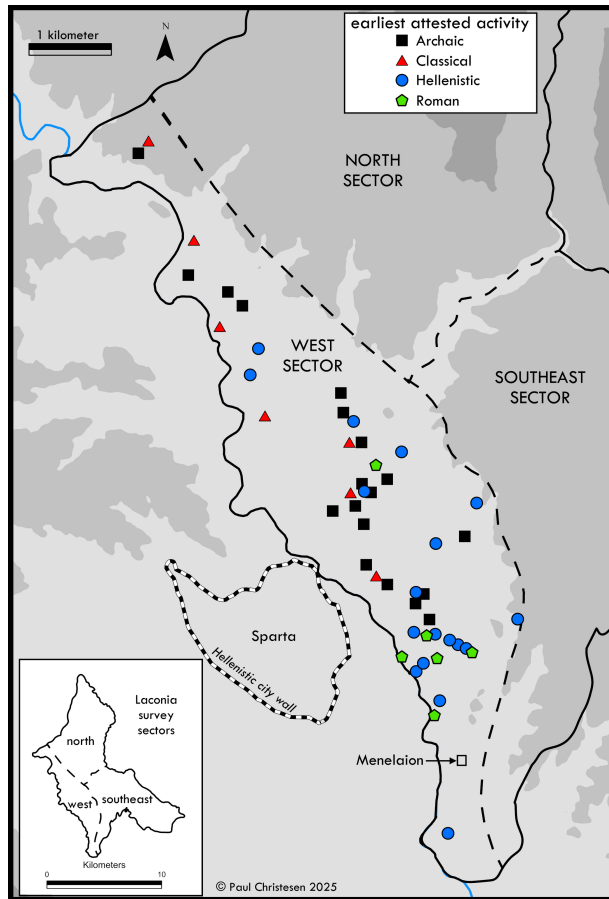 1 kilometer
N
earliest attested activity
Archaic
Classical
Hellenistic
Roman
NORTH
SECTOR
WEST
SECTOR
SOUTHEAST
SECTOR
Sparta
Hellenistic city wall
Menelaion
Laconia
survey
sectors
north
west
southeast
Kilometers
0
10
© Paul Christesen 2025